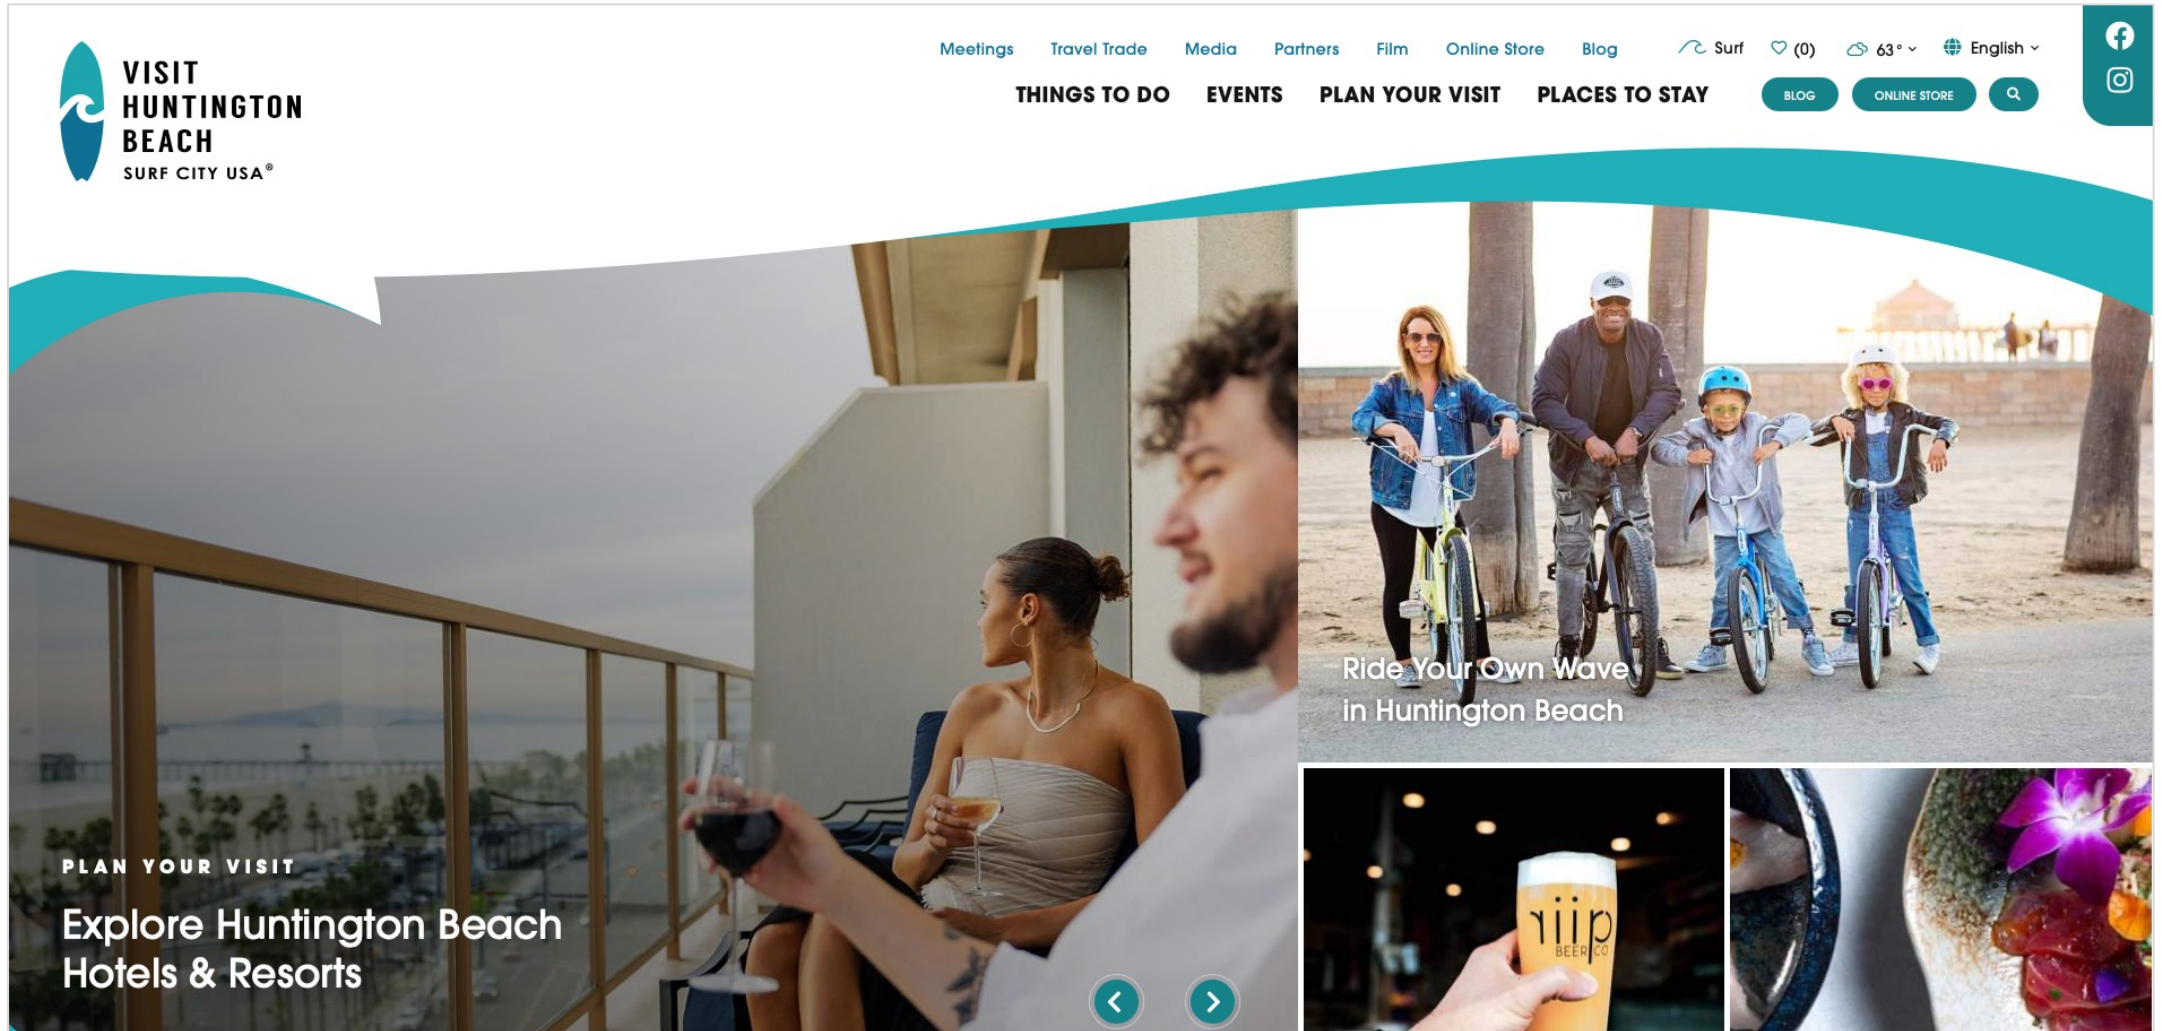 VISIT
HUNTINGTON
BEACH
SURF CITY USA®
Meetings Travel Trade Media Partners Film Online Store Blog Surf (0) 63° English
THINGS TO DO EVENTS PLAN YOUR VISIT PLACES TO STAY BLOG ONLINE STORE
Ride Your Own Wave
in Huntington Beach
PLAN YOUR VISIT
Explore Huntington Beach
Hotels & Resorts
riip
BEER CO